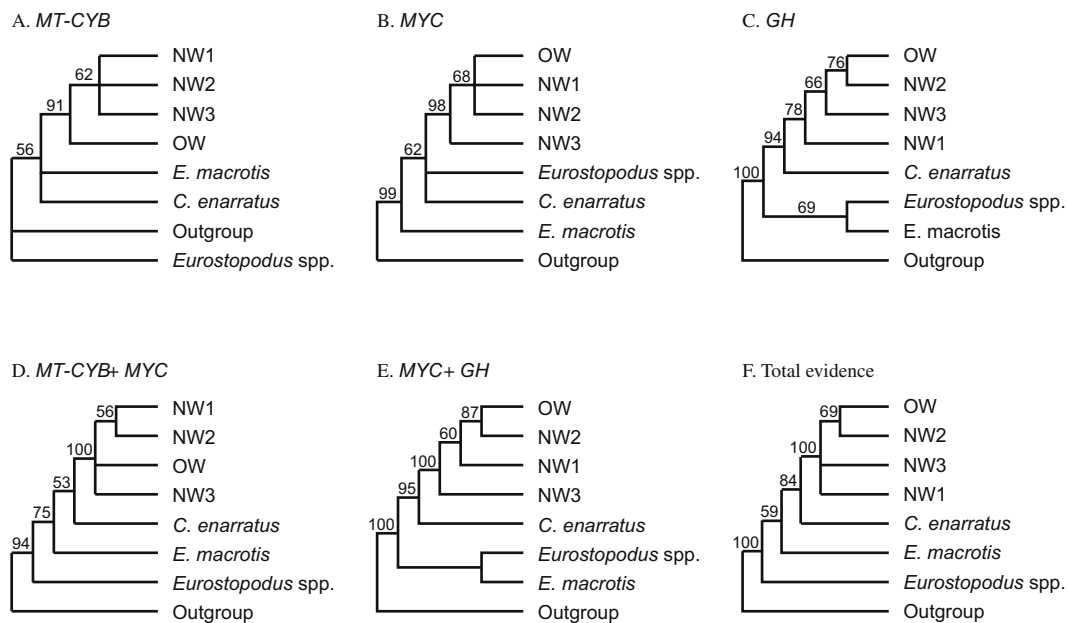 A. MT-CYB
NW1
62
NW2
91
NW3
OW
56
E. macrotis
C. enarratus
Outgroup
Eurostopodus spp.
B. MYC
OW
68
NW1
98
NW2
NW3
62
Eurostopodus spp.
C. enarratus
99
E. macrotis
Outgroup
C. GH
OW
76
NW2
66
NW3
78
NW1
94
C. enarratus
100
Eurostopodus spp.
69
E. macrotis
Outgroup
D. MT-CYB+ MYC
NW1
56
NW2
100
OW
NW3
53
C. enarratus
75
E. macrotis
94
Eurostopodus spp.
Outgroup
E. MYC+ GH
OW
87
NW2
60
NW1
100
NW3
95
C. enarratus
100
Eurostopodus spp.
E. macrotis
Outgroup
F. Total evidence
OW
69
NW2
100
NW3
84
NW1
59
C. enarratus
100
E. macrotis
Eurostopodus spp.
Outgroup